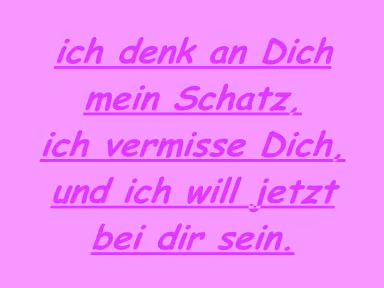 ich denk an Dich
mein Schatz,
ich vermisse Dich,
und ich will jetzt
bei dir sein.